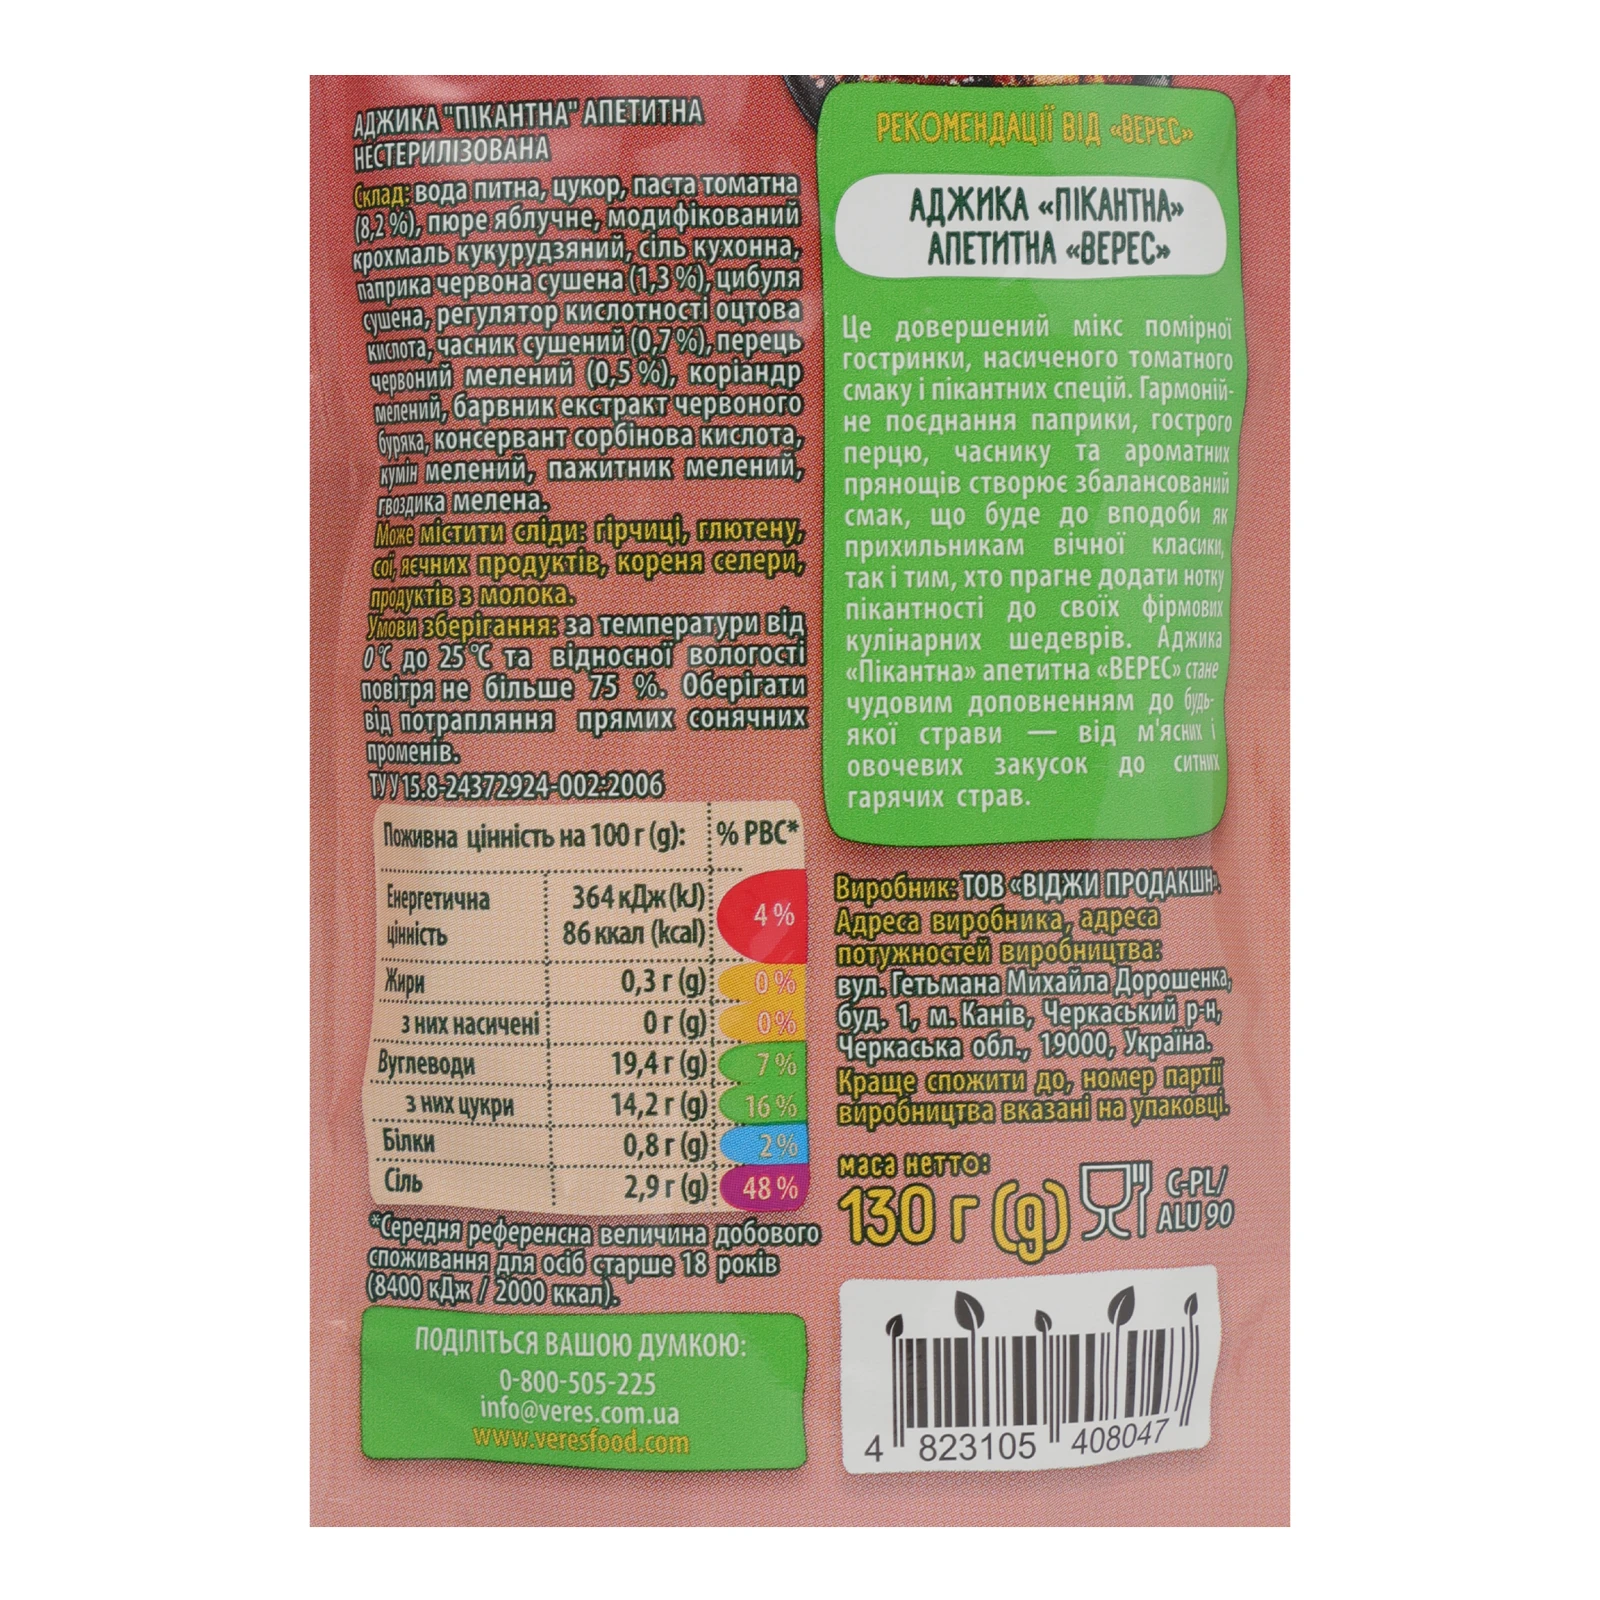 АДЖИКА "ПІКАНТНА" АПЕТИТНА
НЕСТЕРИЛІЗОВАНА
Склад: вода питна, цукор, паста томатна
(8,2 %), пюре яблучне, модифікований
крохмаль кукурудзяний, сіль кухонна,
паприка червона сушена (1,3 %), цибуля
сушена, регулятор кислотності оцтова
кислота, часник сушений (0,7 %), перець
червоний мелений (0,5 %), коріандр
мелений, барвник екстракт червоного
буряка, консервант сорбінова кислота,
кумін мелений, пажитник мелений,
гвоздика мелена.
Може містити сліди: гірчиці, глютену,
сої, яєчних продуктів, кореня селери,
продуктів з молока.
Умови зберігання: за температури від
0 °C до 25 °C та відносної вологості
повітря не більше 75 %. Оберігати
від потрапляння прямих сонячних
променів.
ТУ У 15.8-24372924-002:2006
Поживна цінність на 100 г (g): % РВС*
Енергетична цінність 364 кДж (kJ) 86 ккал (kcal) 4 %
Жири 0,3 г (g) 0 %
з них насичені 0 г (g) 0 %
Вуглеводи 19,4 г (g) 7 %
з них цукри 14,2 г (g) 16 %
Білки 0,8 г (g) 2 %
Сіль 2,9 г (g) 48 %
*Середня референсна величина добового
споживання для осіб старше 18 років
(8400 кДж / 2000 ккал).
ПОДІЛІТЬСЯ ВАШОЮ ДУМКОЮ:
0-800-505-225
info@veres.com.ua
www.veresfood.com
РЕКОМЕНДАЦІЇ ВІД «ВЕРЕС»
АДЖИКА «ПІКАНТНА»
АПЕТИТНА «ВЕРЕС»
Це довершений мікс помірної
гостринки, насиченого томатного
смаку і пікантних спецій. Гармоній-
не поєднання паприки, гострого
перцю, часнику та ароматних
прянощів створює збалансований
смак, що буде до вподоби як
прихильникам вічної класики,
так і тим, хто прагне додати нотку
пікантності до своїх фірмових
кулінарних шедеврів. Аджика
«Пікантна» апетитна «ВЕРЕС» стане
чудовим доповненням до будь-
якої страви — від м'ясних і
овочевих закусок до ситних
гарячих страв.
Виробник: ТОВ «ВІДЖИ ПРОДАКШН».
Адреса виробника, адреса
потужностей виробництва:
вул. Гетьмана Михайла Дорошенка,
буд. 1, м. Канів, Черкаський р-н,
Черкаська обл., 19000, Україна.
Краще спожити до, номер партії
виробництва вказані на упаковці.
маса нетто:
130 г (g)
C-PL/
ALU 90
4 823105 408047